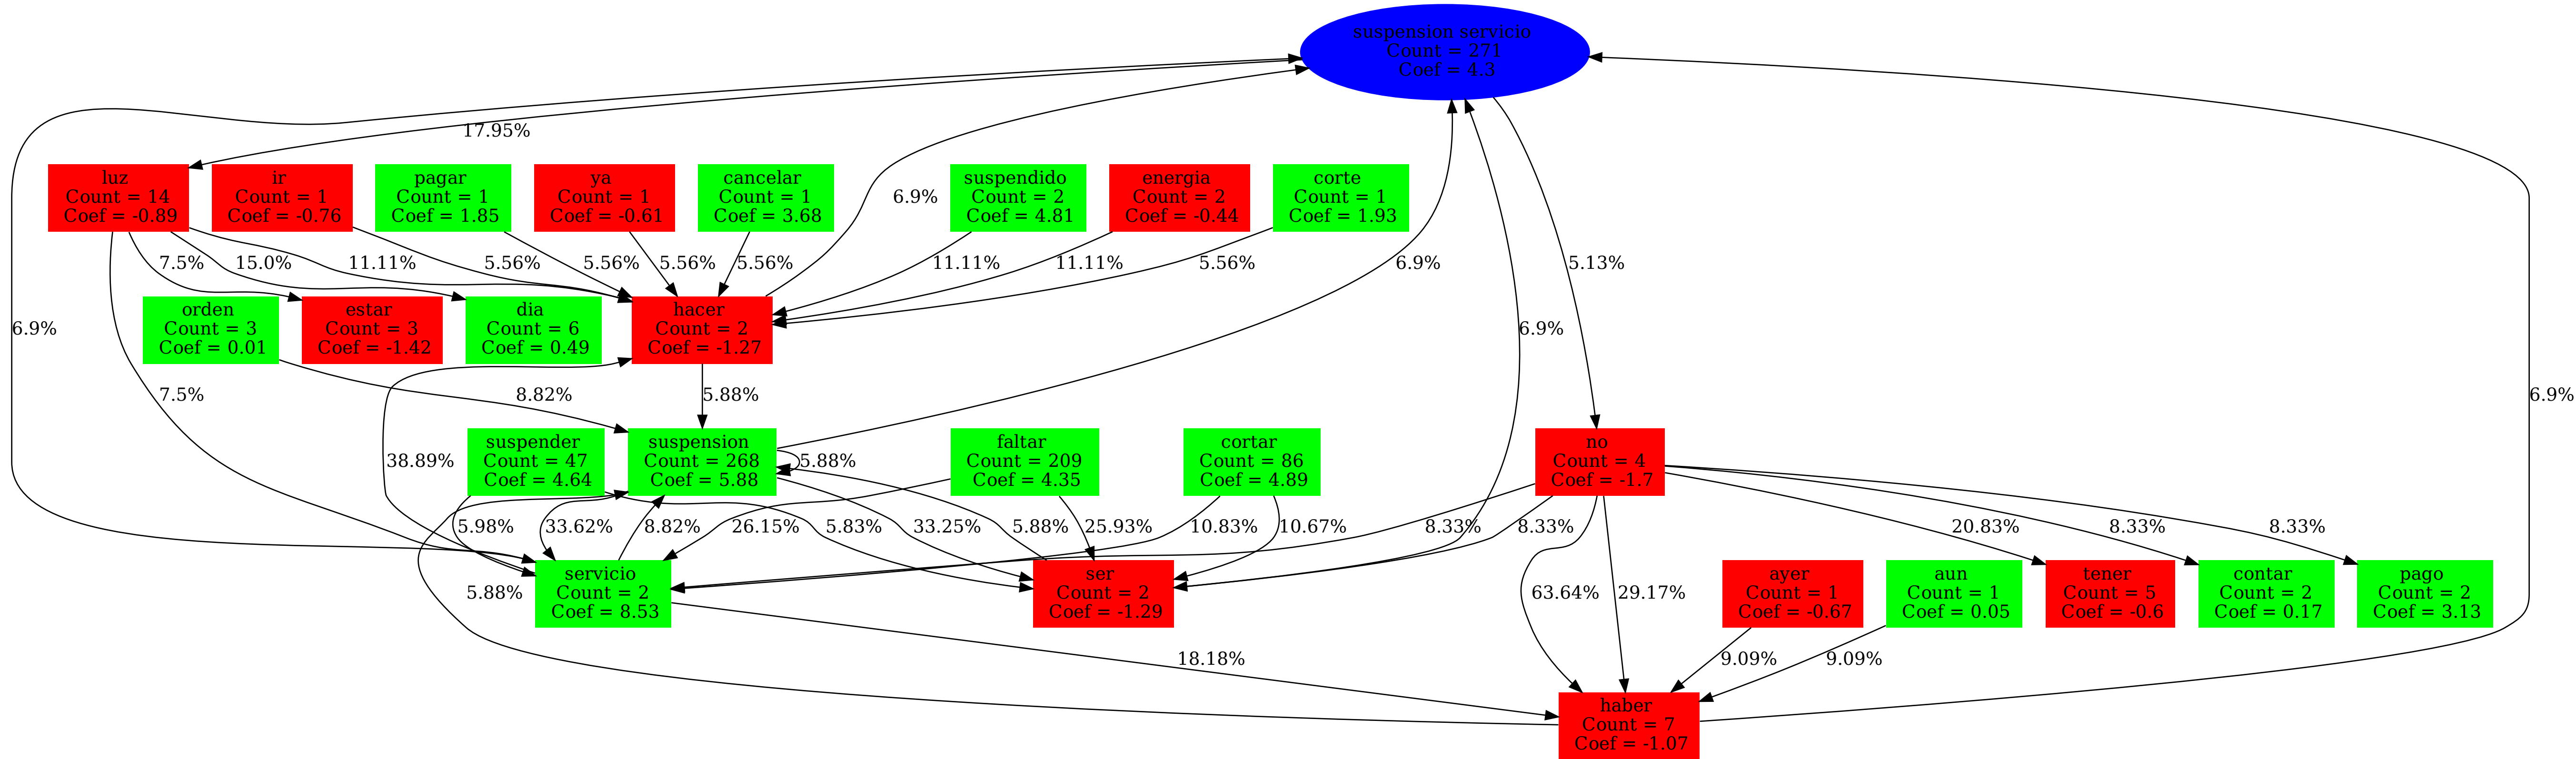 suspension servicio
Count = 271
Coef = 4.3
17.95%
luz
Count = 14
Coef = -0.89
ir
Count = 1
Coef = -0.76
pagar
Count = 1
Coef = 1.85
ya
Count = 1
Coef = -0.61
cancelar
Count = 1
Coef = 3.68
6.9%
suspendido
Count = 2
Coef = 4.81
energia
Count = 2
Coef = -0.44
corte
Count = 1
Coef = 1.93
7.5%
15.0%
11.11%
5.56%
5.56%
5.56%
5.56%
11.11%
11.11%
5.56%
6.9%
5.13%
6.9%
orden
Count = 3
Coef = 0.01
estar
Count = 3
Coef = -1.42
dia
Count = 6
Coef = 0.49
hacer
Count = 2
Coef = -1.27
6.9%
7.5%
8.82%
5.88%
6.9%
38.89%
suspender
Count = 47
Coef = 4.64
suspension
Count = 268
Coef = 5.88
5.88%
faltar
Count = 209
Coef = 4.35
cortar
Count = 86
Coef = 4.89
no
Count = 4
Coef = -1.7
5.98%
33.62%
8.82%
26.15%
5.83%
33.25%
5.88%
25.93%
10.83%
10.67%
8.33%
8.33%
20.83%
8.33%
8.33%
5.88%
servicio
Count = 2
Coef = 8.53
ser
Count = 2
Coef = -1.29
63.64%
29.17%
ayer
Count = 1
Coef = -0.67
aun
Count = 1
Coef = 0.05
tener
Count = 5
Coef = -0.6
contar
Count = 2
Coef = 0.17
pago
Count = 2
Coef = 3.13
18.18%
9.09%
9.09%
haber
Count = 7
Coef = -1.07